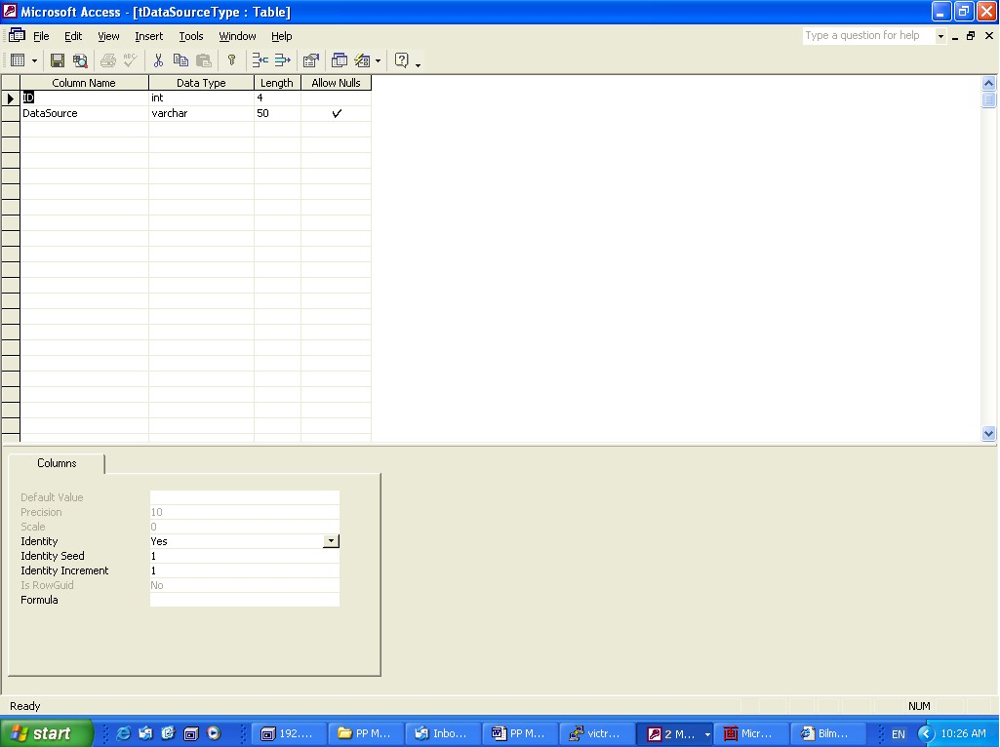 Microsoft Access - [tDataSourceType : Table]
File Edit View Insert Tools Window Help Type a question for help
Column Name Data Type Length Allow Nulls
ID int 4
DataSource varchar 50
Columns
Default Value
Precision 10
Scale 0
Identity Yes
Identity Seed 1
Identity Increment 1
Is RowGuid No
Formula
Ready NUM
start 192.... PP M... Inbo... PP M... victr... 2 M... Micr... Bilm... EN 10:26 AM